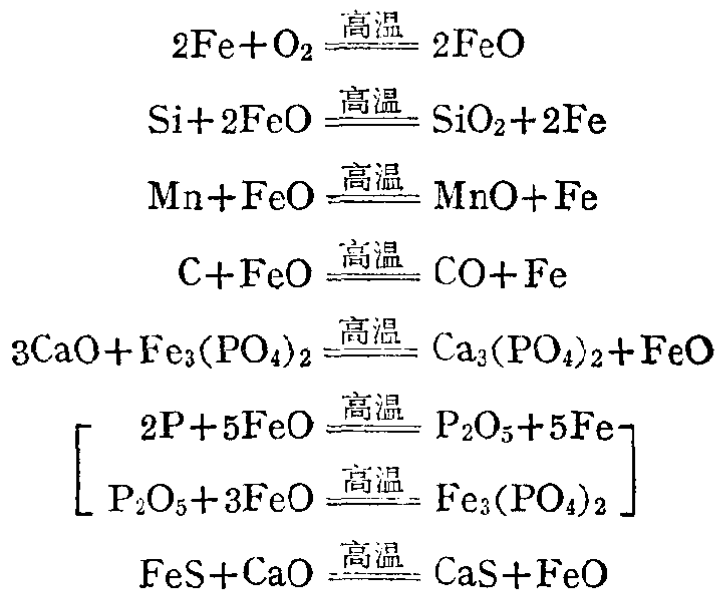 2Fe+O₂ ══高温══ 2FeO
Si+2FeO ══高温══ SiO₂+2Fe
Mn+FeO ══高温══ MnO+Fe
C+FeO ══高温══ CO+Fe
3CaO+Fe₃(PO₄)₂ ══高温══ Ca₃(PO₄)₂+FeO
[ 2P+5FeO ══高温══ P₂O₅+5Fe ]
[ P₂O₅+3FeO ══高温══ Fe₃(PO₄)₂ ]
FeS+CaO ══高温══ CaS+FeO